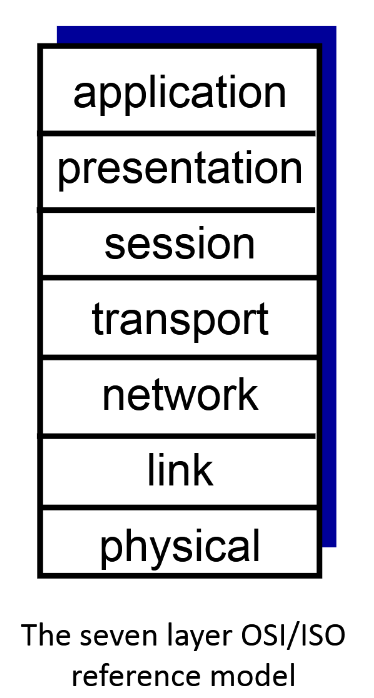 application
presentation
session
transport
network
link
physical
The seven layer OSI/ISO
reference model